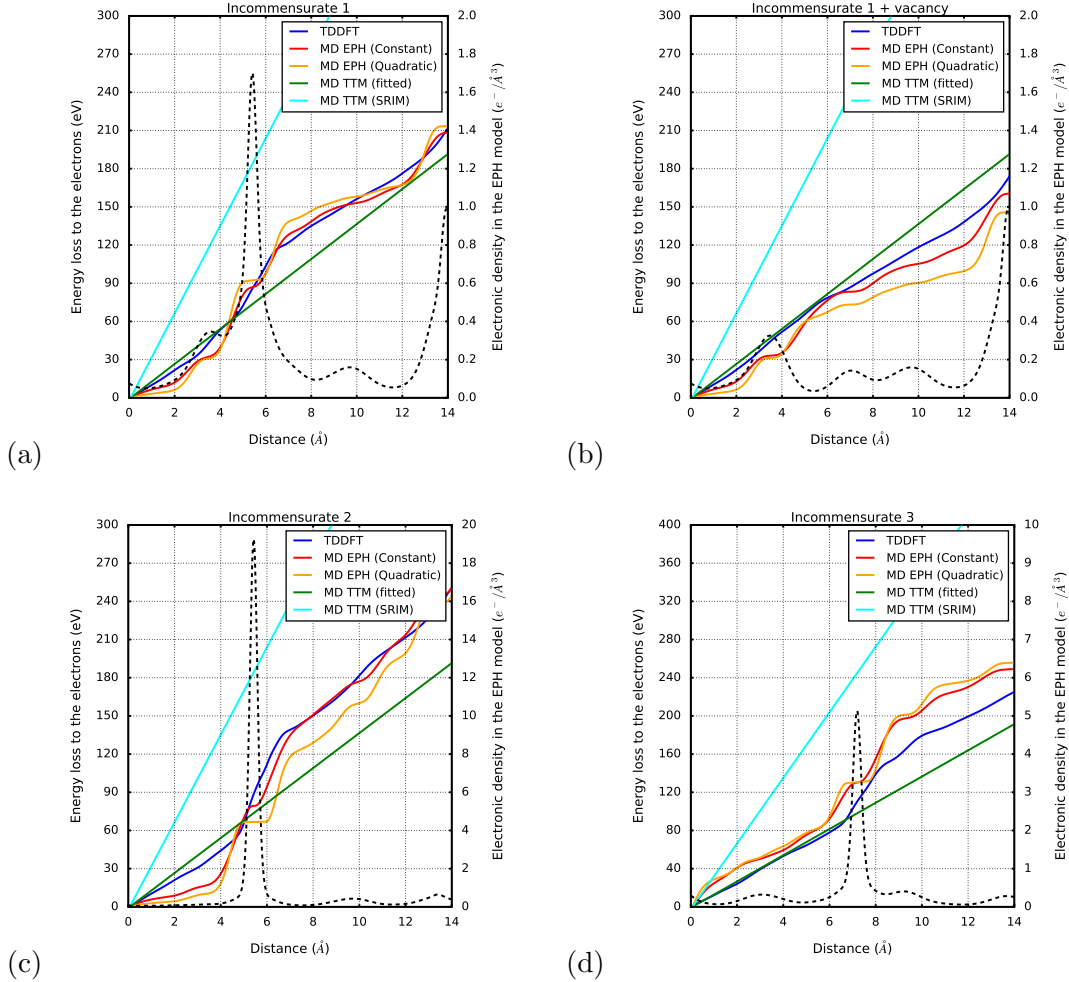 Incommensurate 1
TDDFT
MD EPH (Constant)
MD EPH (Quadratic)
MD TTM (fitted)
MD TTM (SRIM)
300
270
240
210
180
150
120
90
60
30
0
Energy loss to the electrons (eV)
2.0
1.8
1.6
1.4
1.2
1.0
0.8
0.6
0.4
0.2
0.0
Electronic density in the EPH model (e⁻/Å³)
0 2 4 6 8 10 12 14
Distance (Å)
(a)
Incommensurate 1 + vacancy
TDDFT
MD EPH (Constant)
MD EPH (Quadratic)
MD TTM (fitted)
MD TTM (SRIM)
300
270
240
210
180
150
120
90
60
30
0
Energy loss to the electrons (eV)
2.0
1.8
1.6
1.4
1.2
1.0
0.8
0.6
0.4
0.2
0.0
Electronic density in the EPH model (e⁻/Å³)
0 2 4 6 8 10 12 14
Distance (Å)
(b)
Incommensurate 2
TDDFT
MD EPH (Constant)
MD EPH (Quadratic)
MD TTM (fitted)
MD TTM (SRIM)
300
270
240
210
180
150
120
90
60
30
0
Energy loss to the electrons (eV)
20
18
16
14
12
10
8
6
4
2
0
Electronic density in the EPH model (e⁻/Å³)
0 2 4 6 8 10 12 14
Distance (Å)
(c)
Incommensurate 3
TDDFT
MD EPH (Constant)
MD EPH (Quadratic)
MD TTM (fitted)
MD TTM (SRIM)
400
360
320
280
240
200
160
120
80
40
0
Energy loss to the electrons (eV)
10
9
8
7
6
5
4
3
2
1
0
Electronic density in the EPH model (e⁻/Å³)
0 2 4 6 8 10 12 14
Distance (Å)
(d)